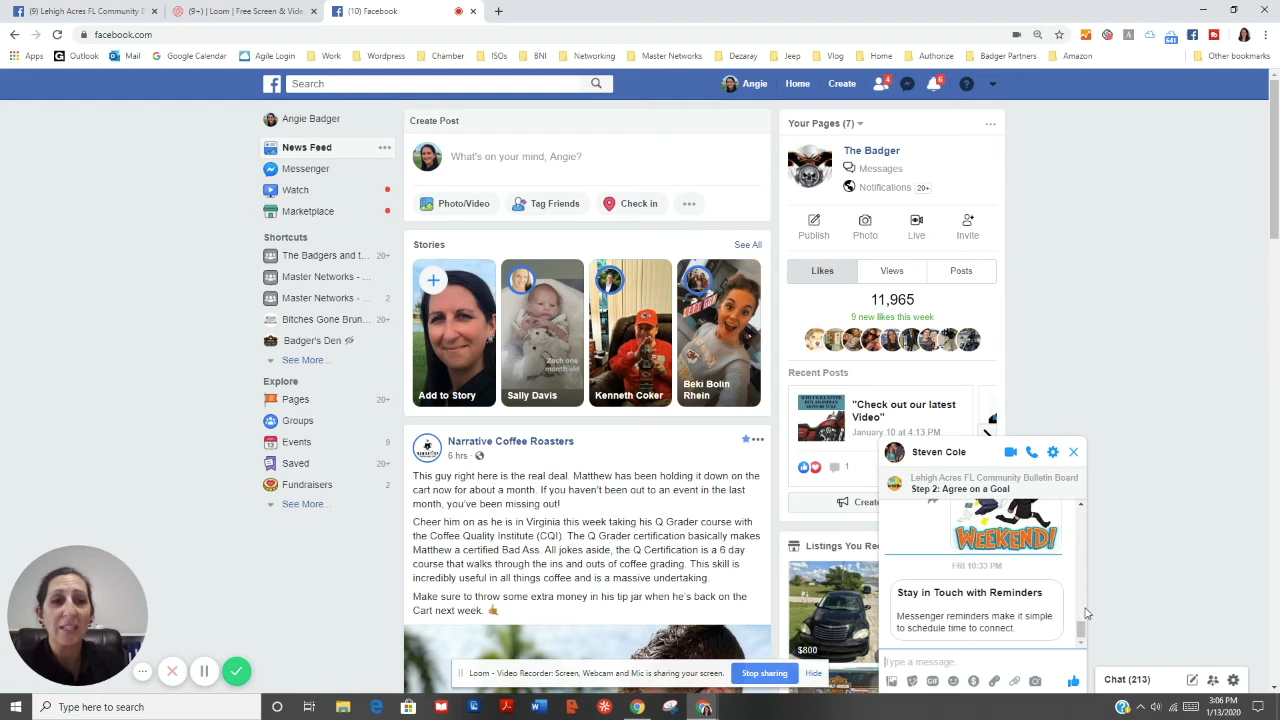 (9) Lehigh Acres FL Community B
(9+) | Loom | Free Screen & Vide
(10) Facebook
facebook.com
Apps
Outlook
Mail
Google Calendar
Agile Login
Work
Wordpress
Chamber
ISOs
BNI
Networking
Master Networks
Dezaray
Jeep
Vlog
Home
Authorize
Badger Partners
Amazon
Other bookmarks
Search
Angie
Home
Create
4
6
Angie Badger
News Feed
Messenger
Watch
Marketplace
Shortcuts
The Badgers and t... 20+
Master Networks - ...
Master Networks - ... 2
Bitches Gone Brun... 20+
Badger's Den
See More...
Explore
Pages 20+
Groups
Events 9
Saved 20+
Fundraisers 2
See More...
Create Post
What's on your mind, Angie?
Photo/Video
Tag Friends
Check in
Stories
See All
Add to Story
Sally Davis
Zach one
month old
Kenneth Coker
Beki Bolin
Rhein
Narrative Coffee Roasters
6 hrs
This guy right here is the real deal. Matthew has been holding it down on the
cart now for about a month. If you haven't been out to an event in the last
month, you've been missing out!
Cheer him on as he is in Virginia this week taking his Q Grader course with
the Coffee Quality Institute (CQI). The Q Grader certification basically makes
Matthew a certified Bad Ass. All jokes aside, the Q Certification is a 6 day
course that walks through the ins and outs of coffee grading. This skill is
incredibly useful in all things coffee and is a massive undertaking.
Make sure to throw some extra money in his tip jar when he's back on the
Cart next week.
Your Pages (7)
The Badger
Messages
Notifications 20+
Publish
Photo
Live
Invite
Likes
Views
Posts
11,965
9 new likes this week
Recent Posts
"Check out our latest
Video"
January 10 at 4:13 PM
1
Create
Listings You Re
$800
Steven Cole
Lehigh Acres FL Community Bulletin Board
Step 2: Agree on a Goal
WEEKEND!
FRI 10:33 PM
Stay in Touch with Reminders
Messenger reminders make it simple
to schedule time to connect.
Type a message...
GIF
Chat (213)
Loom - Video Recorder: Screen, Webcam and Mic is sharing your screen.
Stop sharing
Hide
Type here to search
3:06 PM
1/13/2020